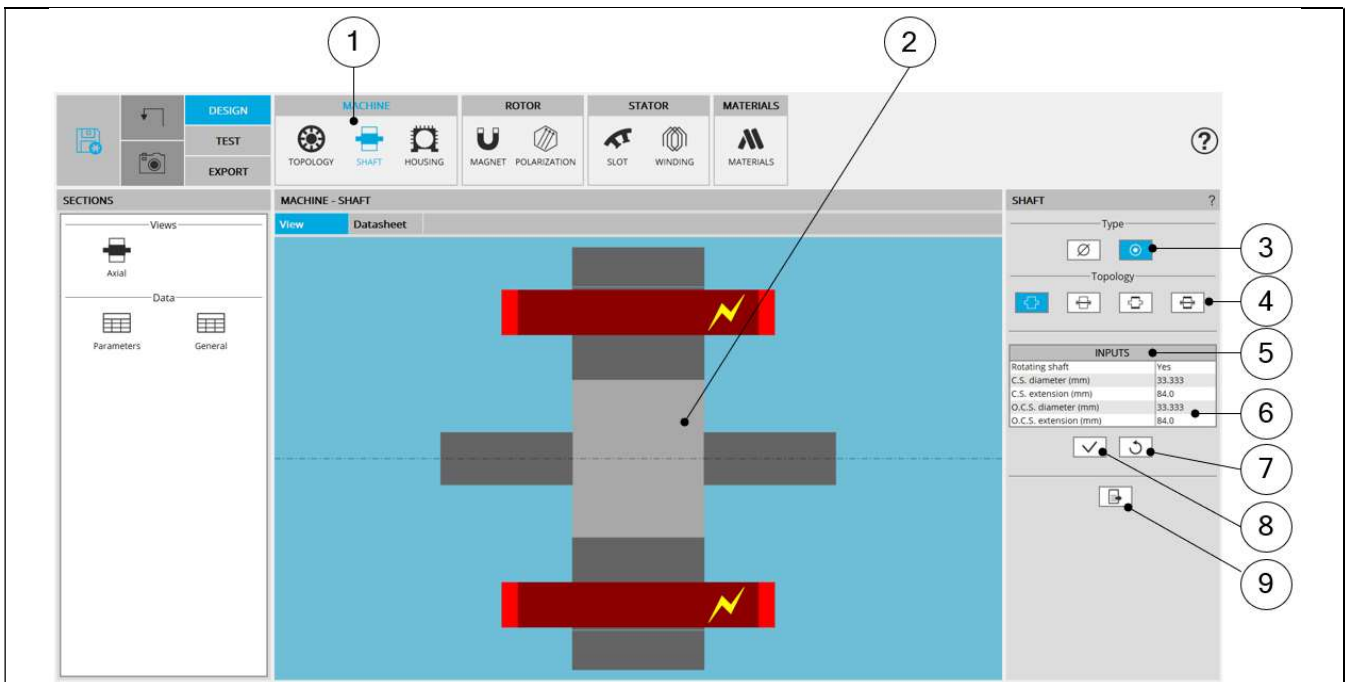 1
2
DESIGN
TEST
EXPORT
MACHINE
TOPOLOGY
SHAFT
HOUSING
ROTOR
MAGNET
POLARIZATION
STATOR
SLOT
WINDING
MATERIALS
MATERIALS
?
SECTIONS
Views
Axial
Data
Parameters
General
MACHINE - SHAFT
View
Datasheet
SHAFT
?
Type
3
Topology
4
INPUTS
5
Rotating shaft Yes
C.S. diameter (mm) 33.333
C.S. extension (mm) 84.0
O.C.S. diameter (mm) 33.333
O.C.S. extension (mm) 84.0
6
7
8
9